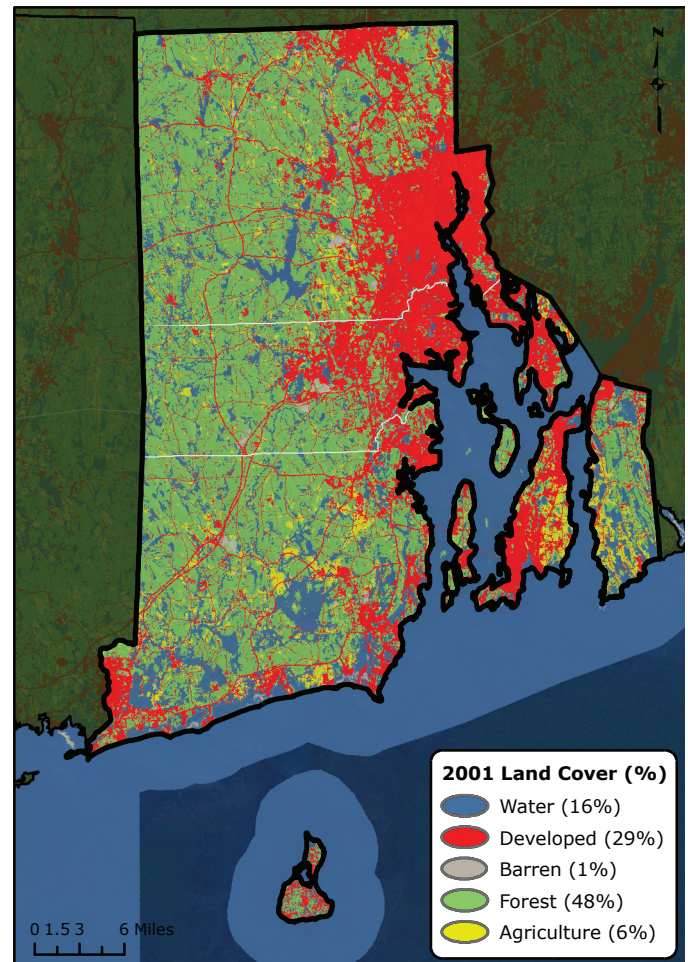 N
2001 Land Cover (%)
Water (16%)
Developed (29%)
Barren (1%)
Forest (48%)
Agriculture (6%)
0 1.5 3 6 Miles